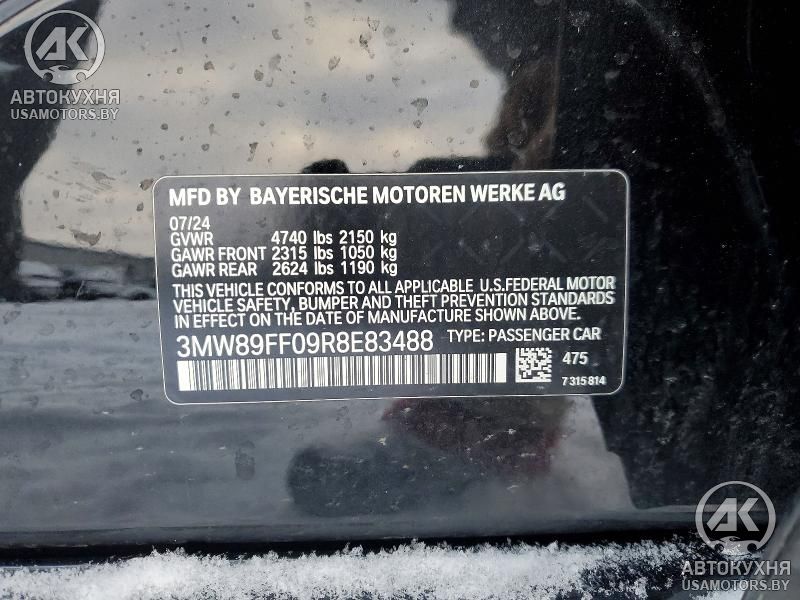 AK
АВТОКУХНЯ
USAMOTORS.BY
MFD BY BAYERISCHE MOTOREN WERKE AG
07/24
GVWR 4740 lbs 2150 kg
GAWR FRONT 2315 lbs 1050 kg
GAWR REAR 2624 lbs 1190 kg
THIS VEHICLE CONFORMS TO ALL APPLICABLE U.S.FEDERAL MOTOR
VEHICLE SAFETY, BUMPER AND THEFT PREVENTION STANDARDS
IN EFFECT ON THE DATE OF MANUFACTURE SHOWN ABOVE.
3MW89FF09R8E83488 TYPE: PASSENGER CAR
475
7 315 814
AK
АВТОКУХНЯ
USAMOTORS.BY